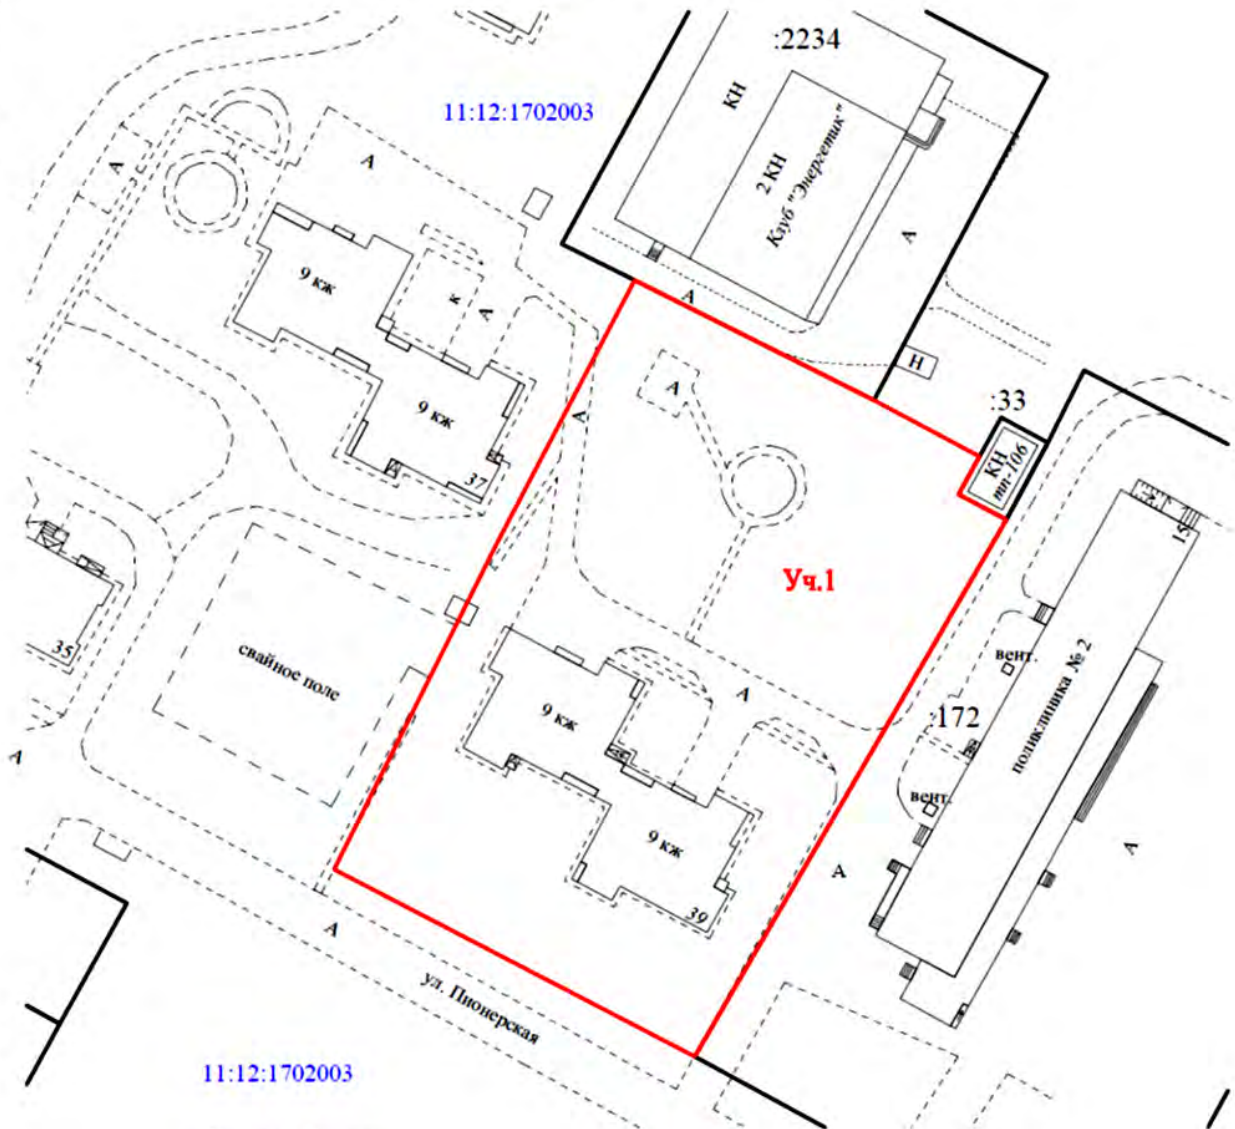 :2234
11:12:1702003
КН
2 КН
Клуб "Энергетик"
А
А
А
А
9 кж
к
А
А
Н
:33
А
9 кж
А
37
КН
тп-106
15
Уч.1
35
свайное поле
вент.
поликлиника № 2
А
9 кж
:172
А
вент.
9 кж
А
А
39
А
ул. Пионерская
11:12:1702003